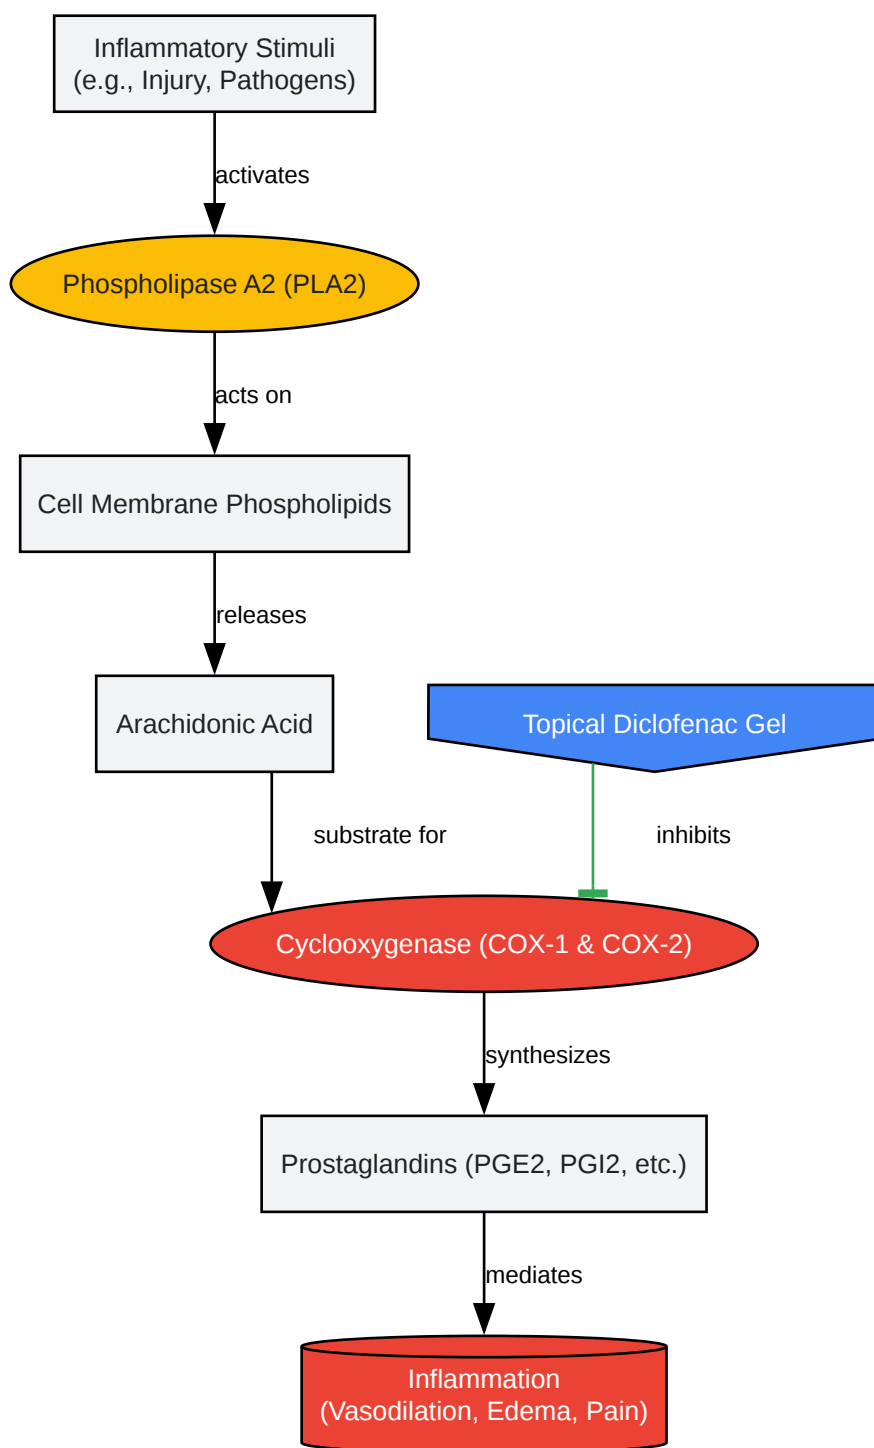 Inflammatory Stimuli
(e.g., Injury, Pathogens)
activates
Phospholipase A2 (PLA2)
acts on
Cell Membrane Phospholipids
releases
Arachidonic Acid
Topical Diclofenac Gel
substrate for
inhibits
Cyclooxygenase (COX-1 & COX-2)
synthesizes
Prostaglandins (PGE2, PGI2, etc.)
mediates
Inflammation
(Vasodilation, Edema, Pain)